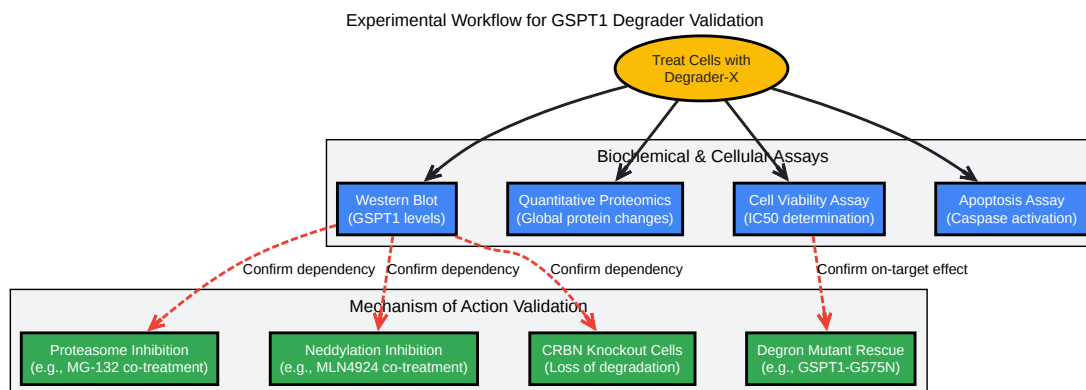 Experimental Workflow for GSPT1 Degrader Validation
Treat Cells with
Degrader-X
Biochemical & Cellular Assays
Western Blot
(GSPT1 levels)
Quantitative Proteomics
(Global protein changes)
Cell Viability Assay
(IC50 determination)
Apoptosis Assay
(Caspase activation)
Confirm dependency
Confirm dependency
Confirm dependency
Confirm on-target effect
Mechanism of Action Validation
Proteasome Inhibition
(e.g., MG-132 co-treatment)
Neddylation Inhibition
(e.g., MLN4924 co-treatment)
CRBN Knockout Cells
(Loss of degradation)
Degron Mutant Rescue
(e.g., GSPT1-G575N)